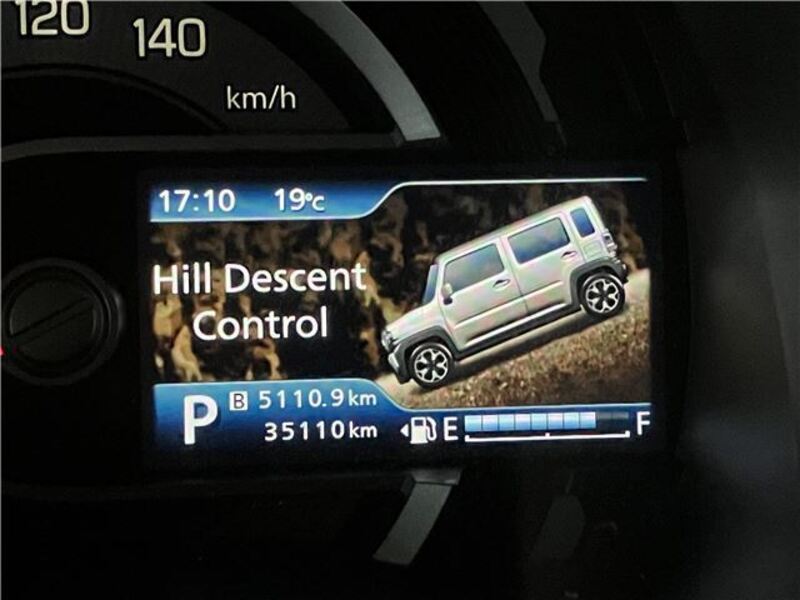 120
140
km/h
17:10 19℃
Hill Descent
Control
P
B 5110.9km
35110km
E F